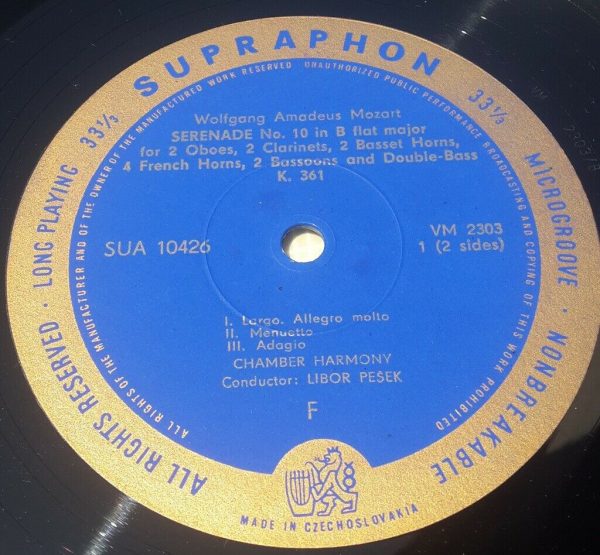 SUPRAPHON
33⅓
33⅓
LONG PLAYING
MICROGROOVE
ALL RIGHTS RESERVED
NONBREAKABLE
ALL RIGHTS OF THE MANUFACTURER AND OF THE OWNER OF THE MANUFACTURED WORK RESERVED UNAUTHORIZED PUBLIC PERFORMANCE BROADCASTING AND COPYING OF THIS WORK PROHIBITED
Wolfgang Amadeus Mozart
SERENADE No. 10 in B flat major
for 2 Oboes, 2 Clarinets, 2 Basset Horns,
4 French Horns, 2 Bassoons and Double-Bass
K. 361
SUA 10426
VM 2303
1 (2 sides)
I. Largo. Allegro molto
II. Menuetto
III. Adagio
CHAMBER HARMONY
Conductor: LIBOR PEŠEK
F
MADE IN CZECHOSLOVAKIA